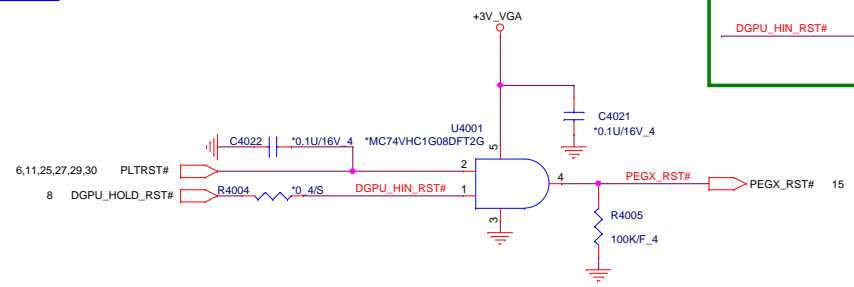 +3V_VGA
DGPU_HIN_RST#
U4001
*MC74VHC1G08DFT2G
C4021
*0.1U/16V_4
C4022 *0.1U/16V_4
5
6,11,25,27,29,30 PLTRST# 2
8 DGPU_HOLD_RST# R4004 *0_4/S DGPU_HIN_RST# 1
4 PEGX_RST# PEGX_RST# 15
3
R4005
100K/F_4